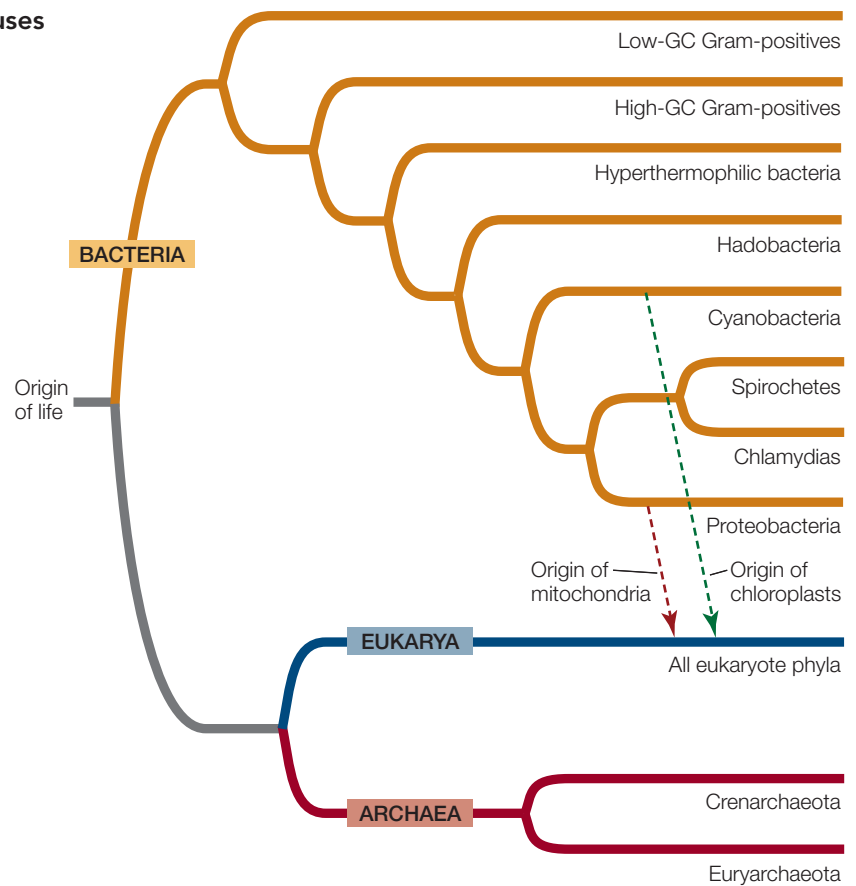 uses
Low-GC Gram-positives
High-GC Gram-positives
Hyperthermophilic bacteria
Hadobacteria
BACTERIA
Cyanobacteria
Spirochetes
Origin
of life
Chlamydias
Proteobacteria
Origin of
mitochondria
Origin of
chloroplasts
EUKARYA
All eukaryote phyla
Crenarchaeota
ARCHAEA
Euryarchaeota